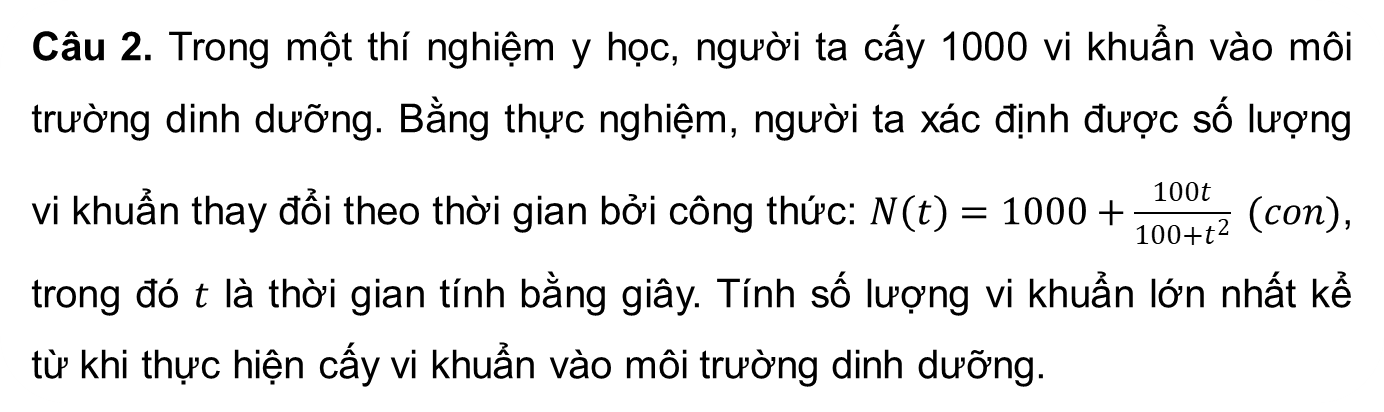 Câu 2. Trong một thí nghiệm y học, người ta cấy 1000 vi khuẩn vào môi
trường dinh dưỡng. Bằng thực nghiệm, người ta xác định được số lượng
vi khuẩn thay đổi theo thời gian bởi công thức: N(t) = 1000 + \frac{100t}{100+t^2} (con),
trong đó t là thời gian tính bằng giây. Tính số lượng vi khuẩn lớn nhất kể
từ khi thực hiện cấy vi khuẩn vào môi trường dinh dưỡng.